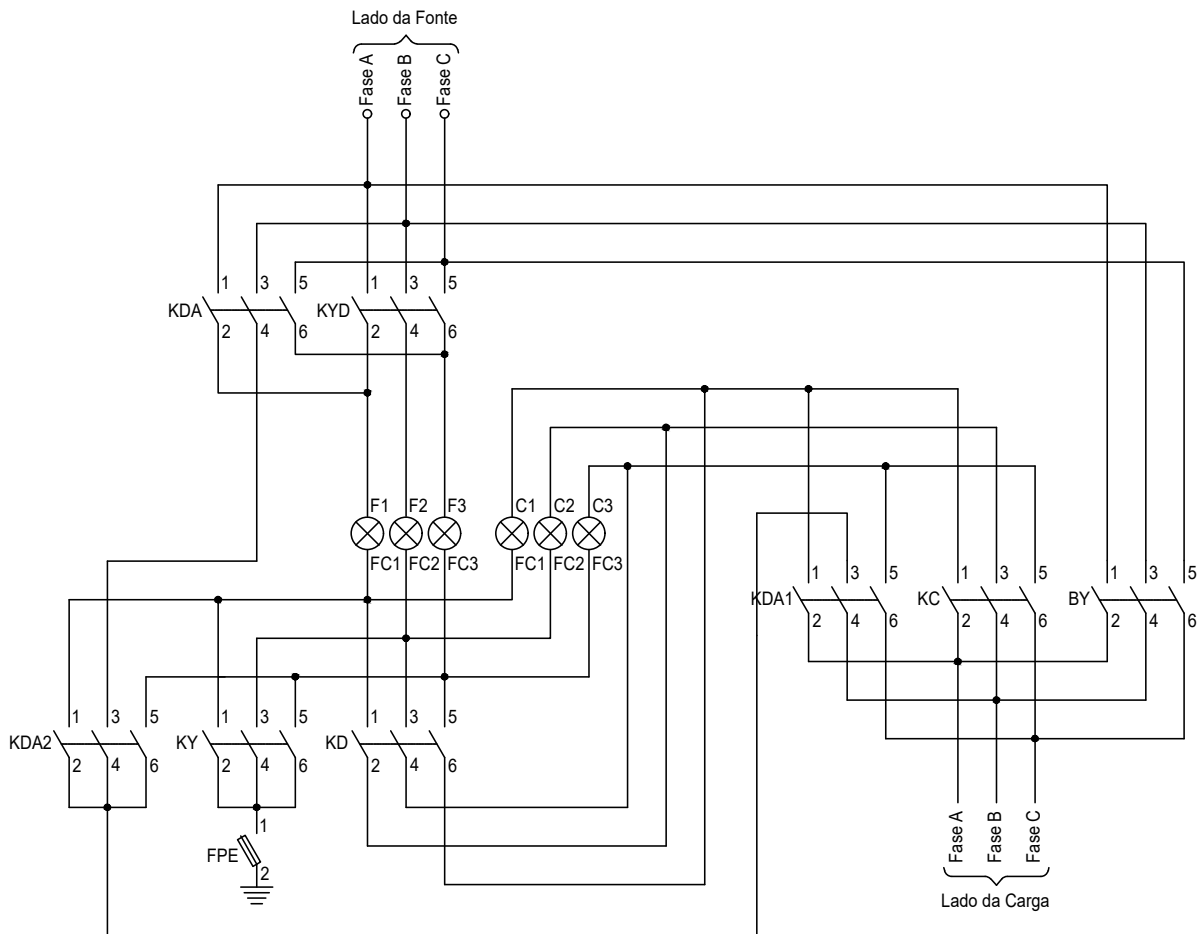 Lado da Fonte
Fase A Fase B Fase C
1 3 5 1 3 5
KDA KYD
2 4 6 2 4 6
F1 F2 F3 C1 C2 C3
FC1 FC2 FC3 FC1 FC2 FC3
1 3 5 1 3 5 1 3 5
KDA1 KC BY
2 4 6 2 4 6 2 4 6
1 3 5 1 3 5 1 3 5
KDA2 KY KD
2 4 6 2 4 6 2 4 6
1
FPE
2
Fase A Fase B Fase C
Lado da Carga